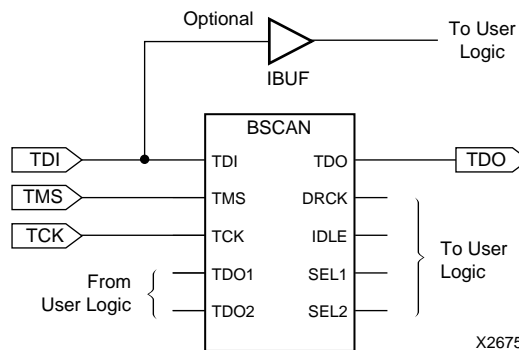 Optional
To User
Logic
IBUF
BSCAN
TDI
TDI
TDO
TDO
TMS
TMS
DRCK
TCK
TCK
IDLE
To User
Logic
From
User Logic
TDO1
SEL1
TDO2
SEL2
X2675